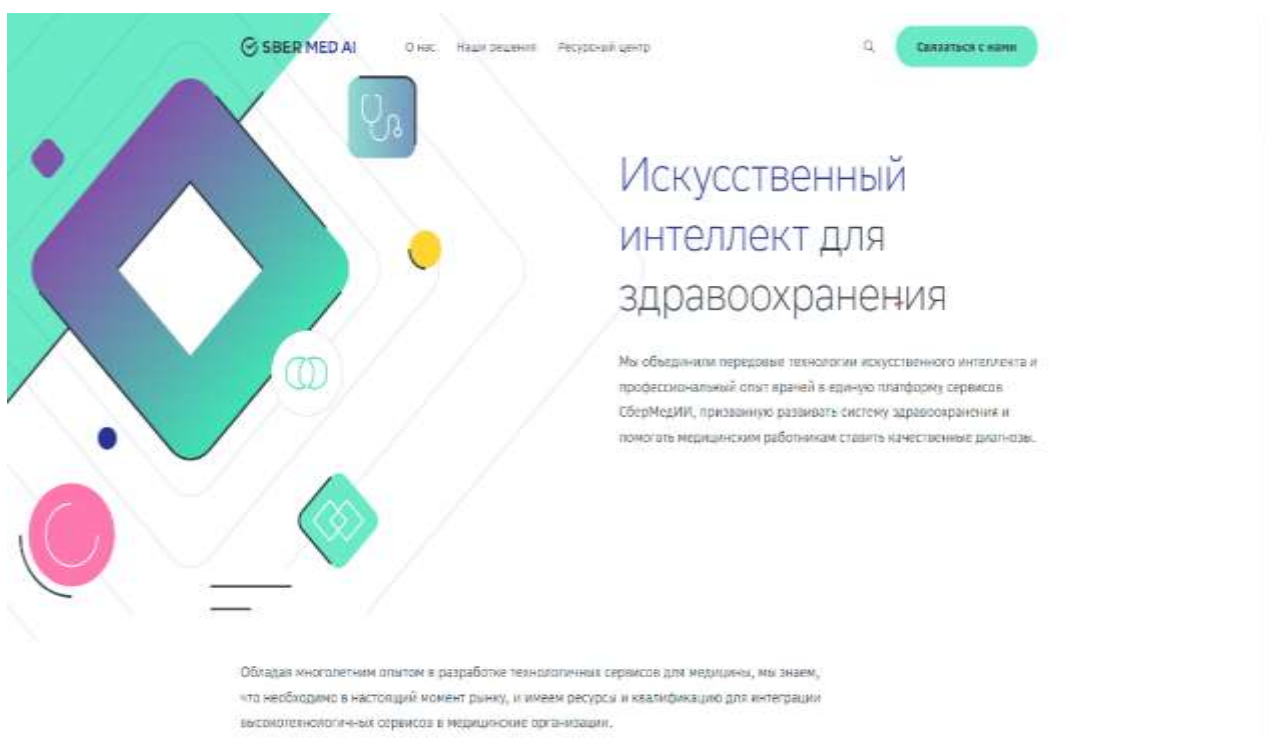 SBER MED AI
О нас Наши решения Ресурсный центр
Связаться с нами
Искусственный
интеллект для
здравоохранения
Мы объединили передовые технологии искусственного интеллекта и
профессиональный опыт врачей в единую платформу сервисов
СберМедИИ, призванную развивать систему здравоохранения и
помогать медицинским работникам ставить качественные диагнозы.
Обладая многолетним опытом в разработке технологичных сервисов для медицины, мы знаем,
что необходимо в настоящий момент рынку, и имеем ресурсы и квалификацию для интеграции
высокотехнологичных сервисов в медицинские организации.